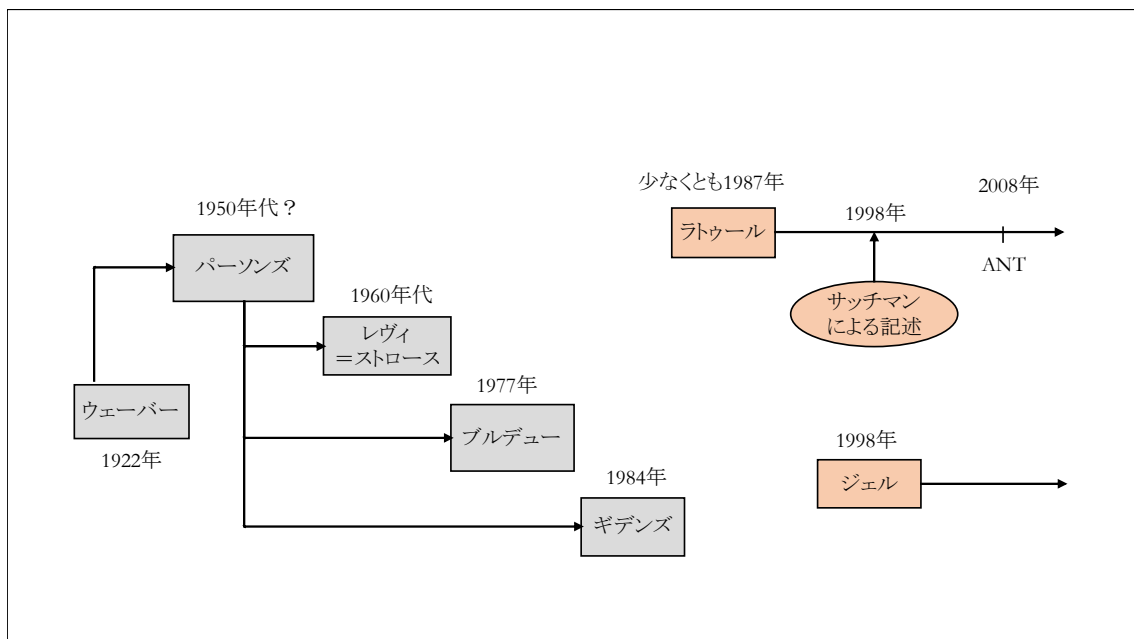 1950年代？
パーソンズ
1960年代
レヴィ
＝ストロース
ウェーバー
1922年
1977年
ブルデュー
1984年
ギデンズ
少なくとも1987年
ラトゥール
1998年
2008年
ANT
サッチマン
による記述
1998年
ジェル